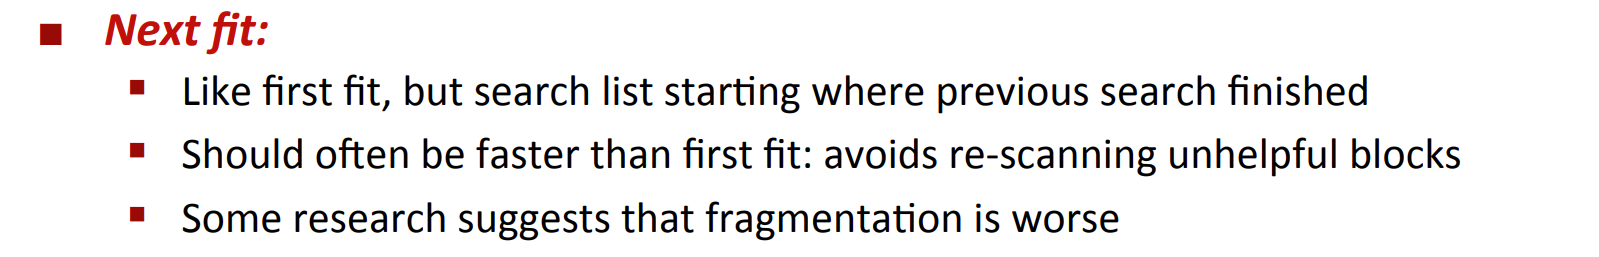 Next fit:
Like first fit, but search list starting where previous search finished
Should often be faster than first fit: avoids re-scanning unhelpful blocks
Some research suggests that fragmentation is worse